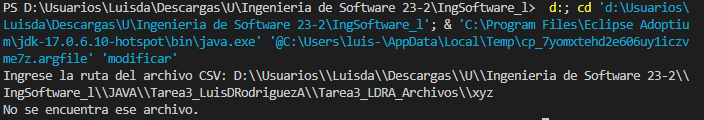 PS D:\Usuarios\Luisda\Descargas\U\Ingenieria de Software 23-2\IngSoftware_l>  d:; cd 'd:\Usuarios\
Luisda\Descargas\U\Ingenieria de Software 23-2\IngSoftware_l'; & 'C:\Program Files\Eclipse Adoptiu
m\jdk-17.0.6.10-hotspot\bin\java.exe' '@C:\Users\luis-\AppData\Local\Temp\cp_7yomxtehd2e606uy1iczv
me7z.argfile' 'modificar'
Ingrese la ruta del archivo CSV: D:\\Usuarios\\Luisda\\Descargas\\U\\Ingenieria de Software 23-2\\
IngSoftware_l\\JAVA\\Tarea3_LuisDRodriguezA\\Tarea3_LDRA_Archivos\\xyz
No se encuentra ese archivo.